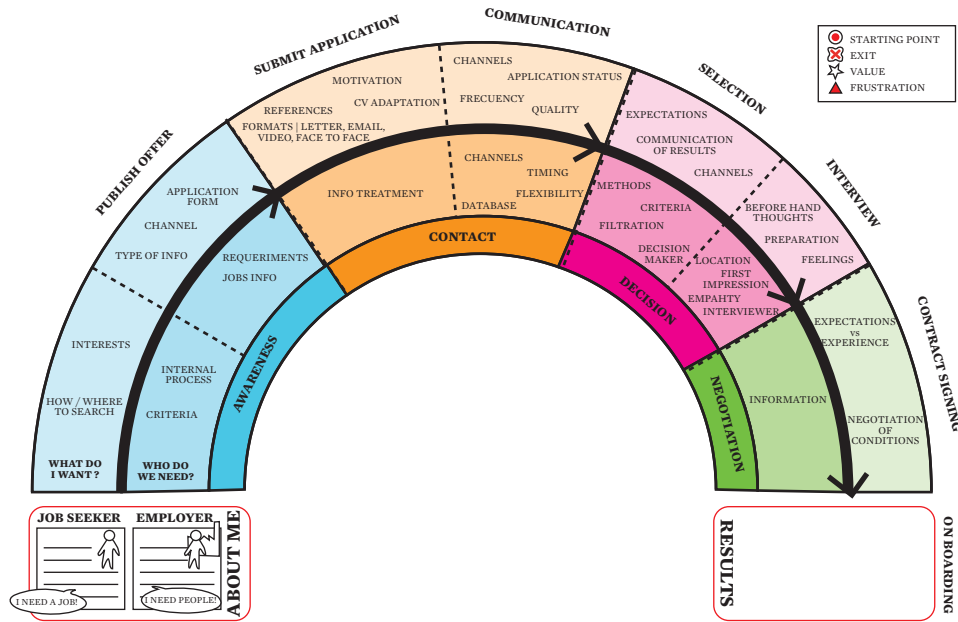 SUBMIT APPLICATION
COMMUNICATION
SELECTION
INTERVIEW
PUBLISH OFFER
CONTRACT SIGNING
ON BOARDING
STARTING POINT
EXIT
VALUE
FRUSTRATION
WHAT DO
I WANT ?
HOW / WHERE
TO SEARCH
INTERESTS
TYPE OF INFO
CHANNEL
APPLICATION
FORM
WHO DO
WE NEED?
CRITERIA
INTERNAL
PROCESS
JOBS INFO
REQUERIMENTS
AWARENESS
MOTIVATION
CV ADAPTATION
REFERENCES
FORMATS | LETTER, EMAIL,
VIDEO, FACE TO FACE
INFO TREATMENT
CHANNELS
APPLICATION STATUS
FRECUENCY
QUALITY
CHANNELS
TIMING
FLEXIBILITY
DATABASE
CONTACT
EXPECTATIONS
COMMUNICATION
OF RESULTS
CHANNELS
METHODS
CRITERIA
FILTRATION
DECISION
MAKER
BEFORE HAND
THOUGHTS
PREPARATION
FEELINGS
LOCATION
FIRST
IMPRESSION
EMPAHTY
INTERVIEWER
DECISION
EXPECTATIONS
vs
EXPERIENCE
NEGOTIATION
OF
CONDITIONS
INFORMATION
NEGOTIATION
JOB SEEKER
EMPLOYER
I NEED A JOB!
I NEED PEOPLE!
ABOUT ME
RESULTS